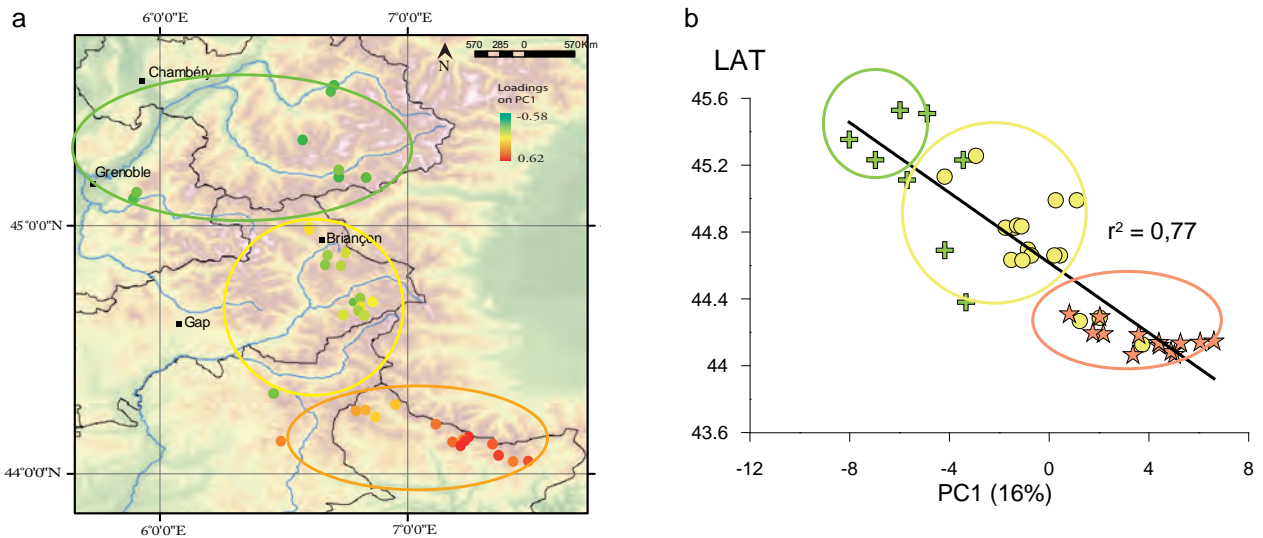 a
6°0'0"E
7°0'0"E
570 285 0 570Km
N
Chambéry
Loadings
on PC1
-0.58
0.62
Grenoble
45°0'0"N
Briançon
Gap
44°0'0"N
6°0'0"E
7°0'0"E
b
LAT
45.6
45.2
44.8
44.4
44
43.6
r² = 0,77
-12
-8
-4
0
4
8
PC1 (16%)